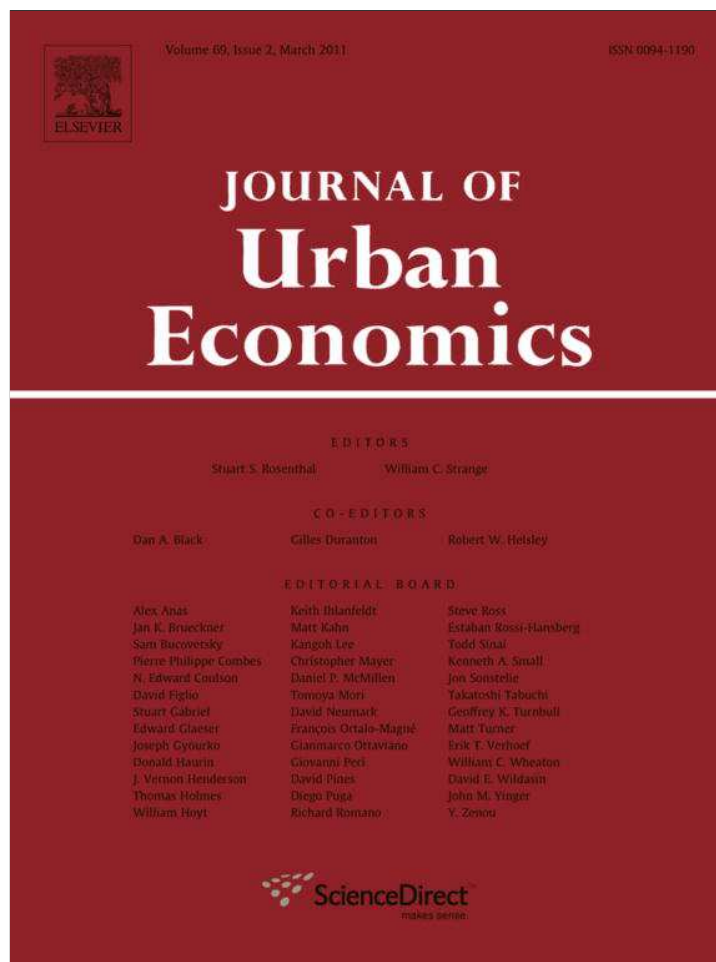 Volume 69, Issue 2, March 2011 ISSN 0094-1190
ELSEVIER
JOURNAL OF
Urban
Economics
EDITORS
Stuart S. Rosenthal William C. Strange
CO-EDITORS
Dan A. Black Gilles Duranton Robert W. Helsley
EDITORIAL BOARD
Alex Anas Keith Ihlanfeldt Steve Ross
Jan K. Brueckner Matt Kahn Estaban Rossi-Hansberg
Sam Bucovetsky Kangoh Lee Todd Sinai
Pierre Philippe Combes Christopher Mayer Kenneth A. Small
N. Edward Coulson Daniel P. McMillen Jon Sonstelie
David Figlio Tomoya Mori Takatoshi Tabuchi
Stuart Gabriel David Neumark Geoffrey K. Turnbull
Edward Glaeser François Ortalo-Magné Matt Turner
Joseph Gyourko Gianmarco Ottaviano Erik T. Verhoef
Donald Haurin Giovanni Peri William C. Wheaton
J. Vernon Henderson David Pines David E. Wildasin
Thomas Holmes Diego Puga John M. Yinger
William Hoyt Richard Romano Y. Zenou
ScienceDirect
makes sense.